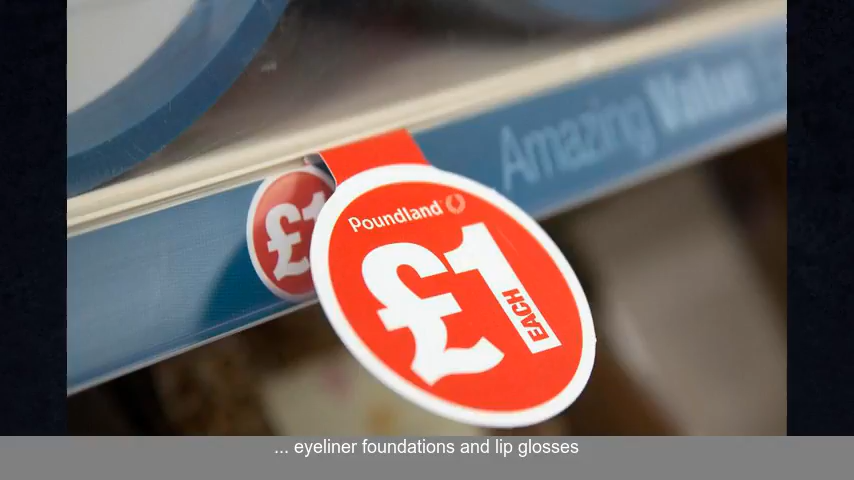 Amazing Value
£1
Poundland
£1
EACH
... eyeliner foundations and lip glosses